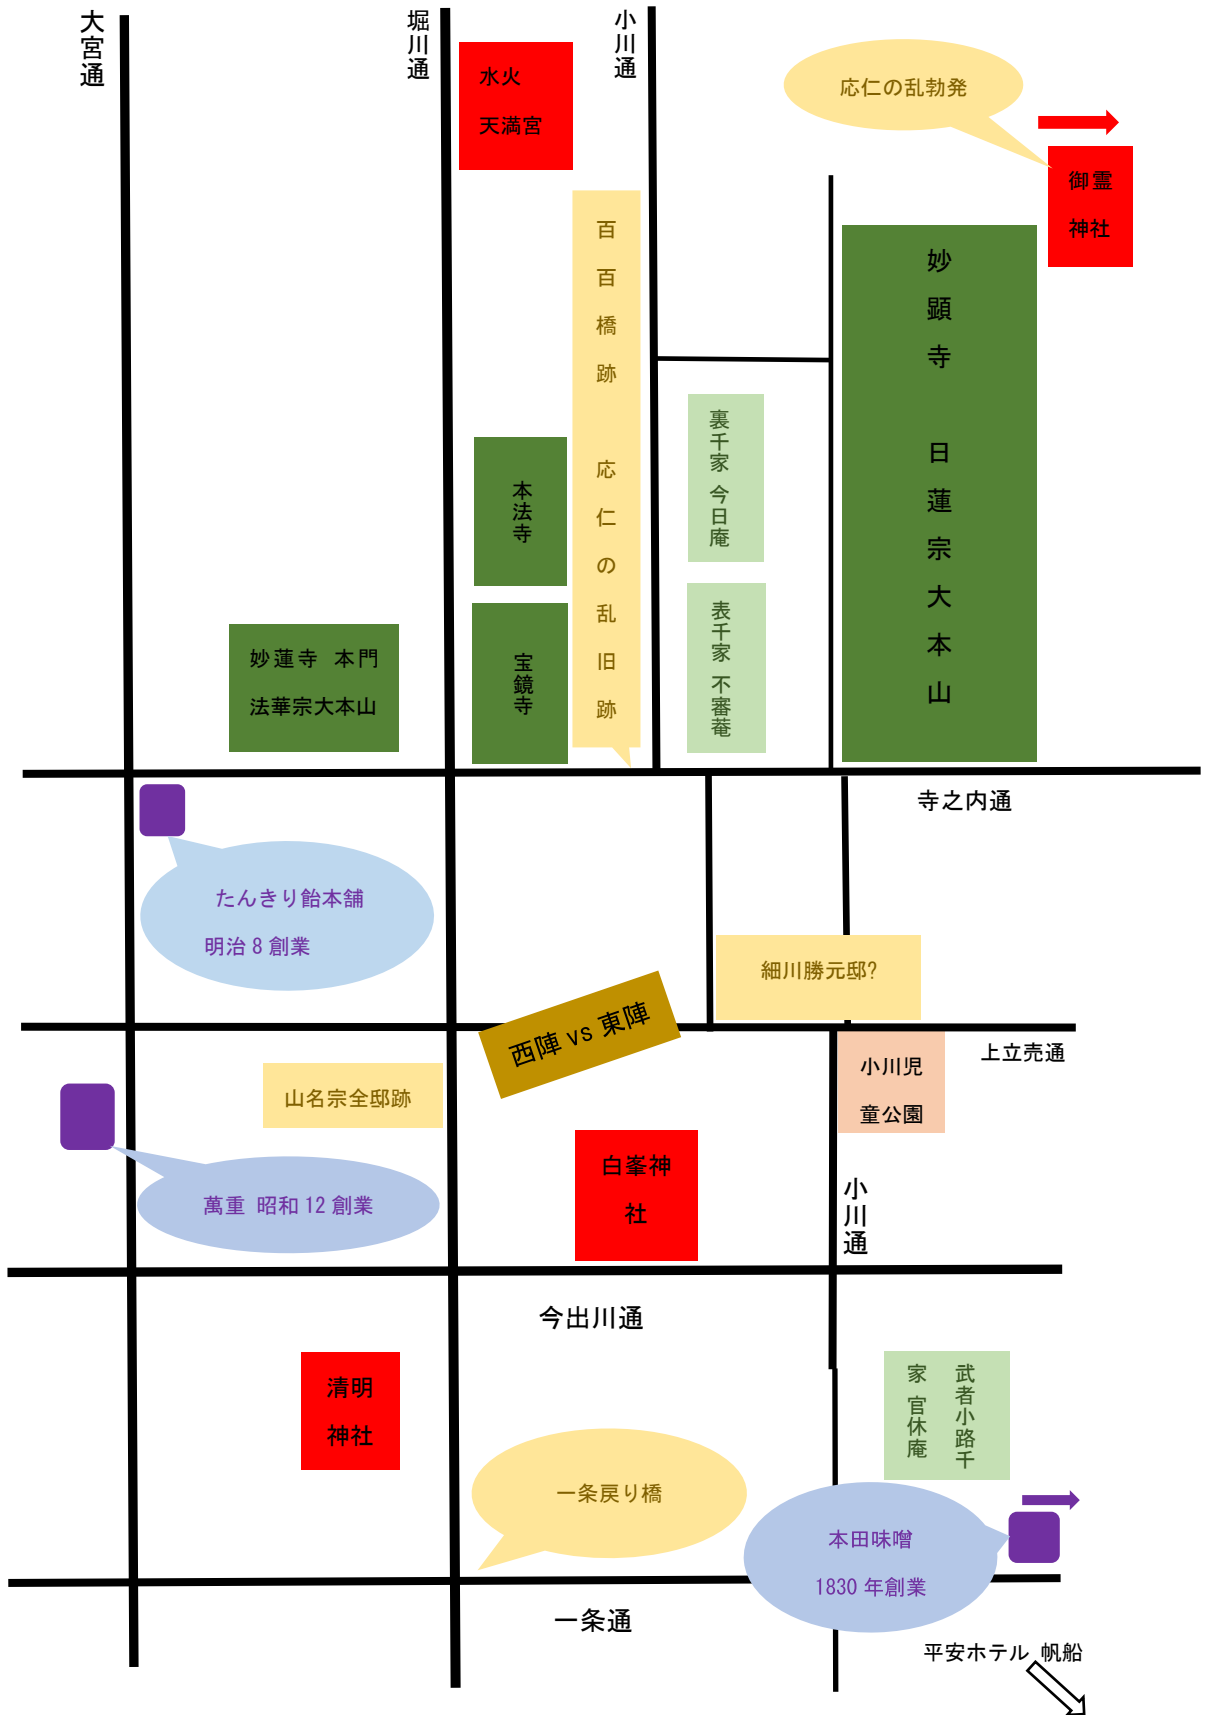 大宮通
堀川通
小川通
水火
天満宮
応仁の乱勃発
御霊
神社
百百橋跡 応仁の乱旧跡
妙顕寺 日蓮宗大本山
裏千家 今日庵
本法寺
表千家 不審菴
宝鏡寺
妙蓮寺 本門
法華宗大本山
寺之内通
たんきり飴本舗
明治8創業
細川勝元邸?
西陣vs東陣
上立売通
小川児
童公園
山名宗全邸跡
白峯神
社
萬重 昭和12創業
小川通
今出川通
清明
神社
武者小路千
家 官休庵
一条戻り橋
本田味噌
1830年創業
一条通
平安ホテル 帆船